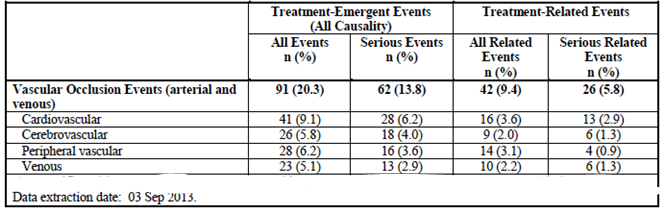 Treatment-Emergent Events Treatment-Related Events
(All Causality)
All Events Serious Events All Related Serious Related
n (%) n (%) Events Events
n (%) n (%)
Vascular Occlusion Events (arterial and 91 (20.3) 62 (13.8) 42 (9.4) 26 (5.8)
venous)
Cardiovascular 41 (9.1) 28 (6.2) 16 (3.6) 13 (2.9)
Cerebrovascular 26 (5.8) 18 (4.0) 9 (2.0) 6 (1.3)
Peripheral vascular 28 (6.2) 16 (3.6) 14 (3.1) 4 (0.9)
Venous 23 (5.1) 13 (2.9) 10 (2.2) 6 (1.3)
Data extraction date: 03 Sep 2013.